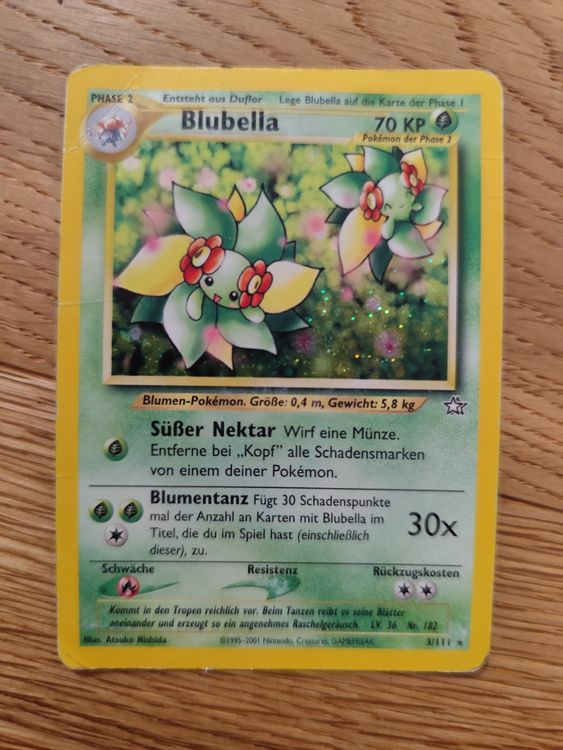 PHASE 2 Entsteht aus Duflor Lege Blubella auf die Karte der Phase 1
Blubella 70 KP
Pokémon der Phase 2
Blumen-Pokémon. Größe: 0,4 m, Gewicht: 5,8 kg
Süßer Nektar Wirf eine Münze.
Entferne bei „Kopf" alle Schadensmarken
von einem deiner Pokémon.
Blumentanz Fügt 30 Schadenspunkte
mal der Anzahl an Karten mit Blubella im
Titel, die du im Spiel hast (einschließlich
dieser), zu.
30x
Schwäche Resistenz Rückzugskosten
Kommt in den Tropen reichlich vor. Beim Tanzen reibt es seine Blätter
aneinander und erzeugt so ein angenehmes Raschelgeräusch. LV. 36 Nr. 182
Illus. Atsuko Nishida ©1995-2001 Nintendo, Creatures, GAMEFREAK. 3/111 ★